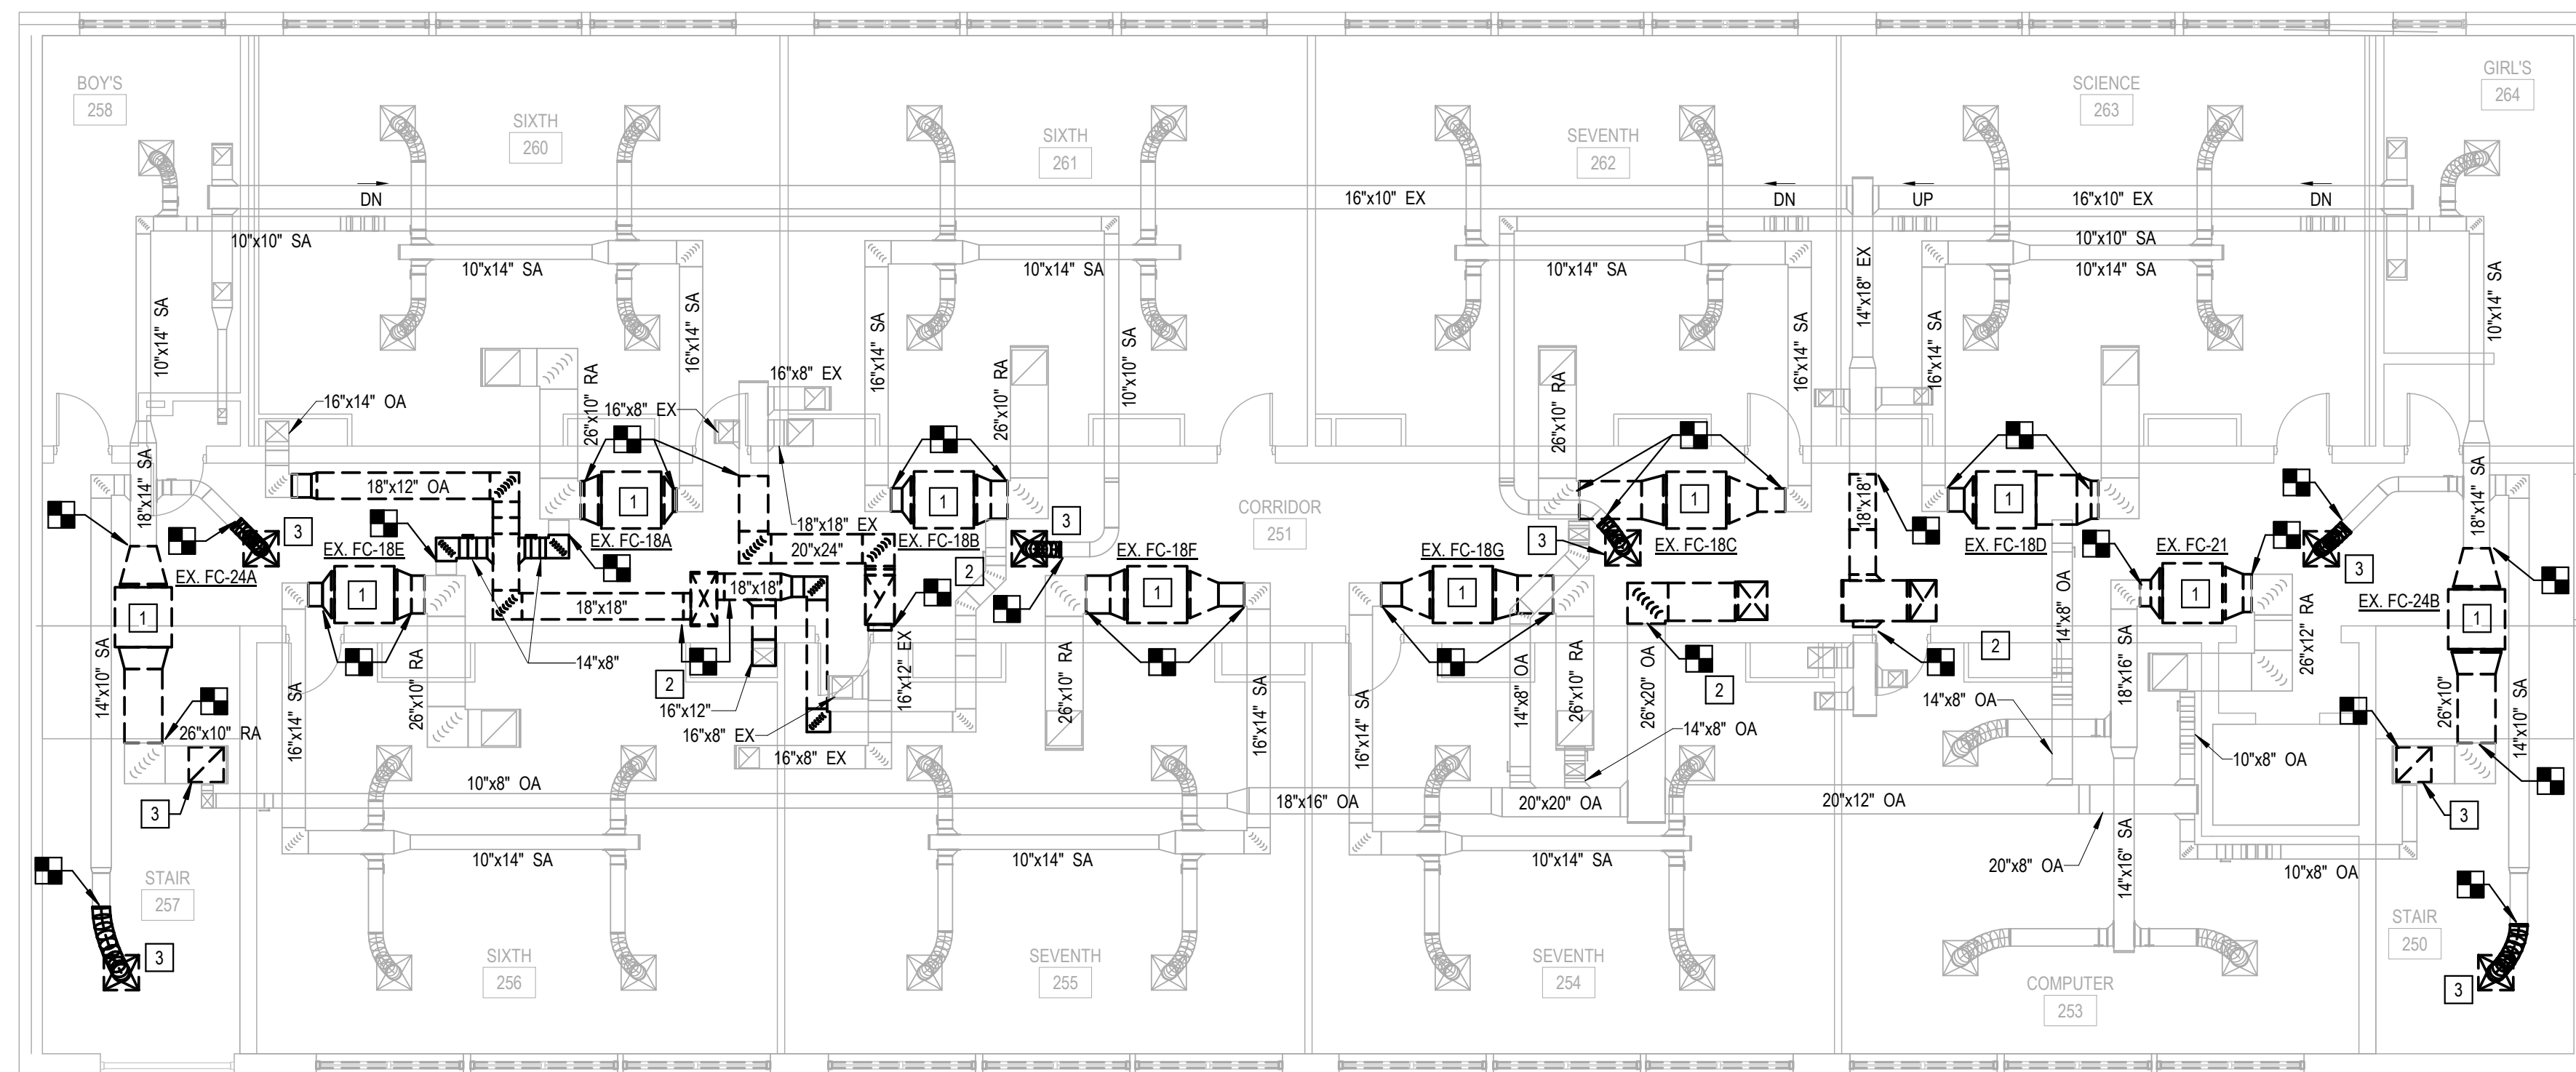 BOY'S
258
SIXTH
260
SIXTH
261
SEVENTH
262
SCIENCE
263
GIRL'S
264
DN
16"x10" EX
DN
UP
16"x10" EX
DN
10"x10" SA
10"x14" SA
10"x14" SA
10"x14" SA
10"x10" SA
10"x14" SA
10"x14" SA
16"x14" SA
16"x14" SA
10"x10" SA
16"x14" SA
14"x18" EX
16"x14" SA
10"x14" SA
16"x14" OA
26"x10" RA
16"x8" EX
16"x8" EX
26"x10" RA
26"x10" RA
18"x14" SA
18"x12" OA
1
18"x18" EX
1
CORRIDOR
251
1
18"x18"
1
18"x14" SA
3
EX. FC-24A
EX. FC-18E
EX. FC-18A
20"x24"
EX. FC-18B
3
EX. FC-18F
EX. FC-18G
3
EX. FC-18C
EX. FC-18D
EX. FC-21
3
EX. FC-24B
1
1
18"x18"
18"x18"
2
1
1
14"x8" OA
1
1
14"x10" SA
16"x14" SA
26"x10" RA
14"x8"
2
16"x12"
16"x8" EX
16"x8" EX
16"x12" EX
26"x10" RA
16"x14" SA
16"x14" SA
14"x8" OA
26"x10" RA
26"x20" OA
2
14"x8" OA
2
14"x8" OA
18"x16" SA
26"x12" RA
10"x8" OA
26"x10"
14"x10" SA
26"x10" RA
3
10"x8" OA
18"x16" OA
20"x20" OA
20"x12" OA
3
10"x14" SA
10"x14" SA
10"x14" SA
20"x8" OA
14"x16" SA
10"x8" OA
STAIR
257
3
SIXTH
256
SEVENTH
255
SEVENTH
254
COMPUTER
253
STAIR
250
3